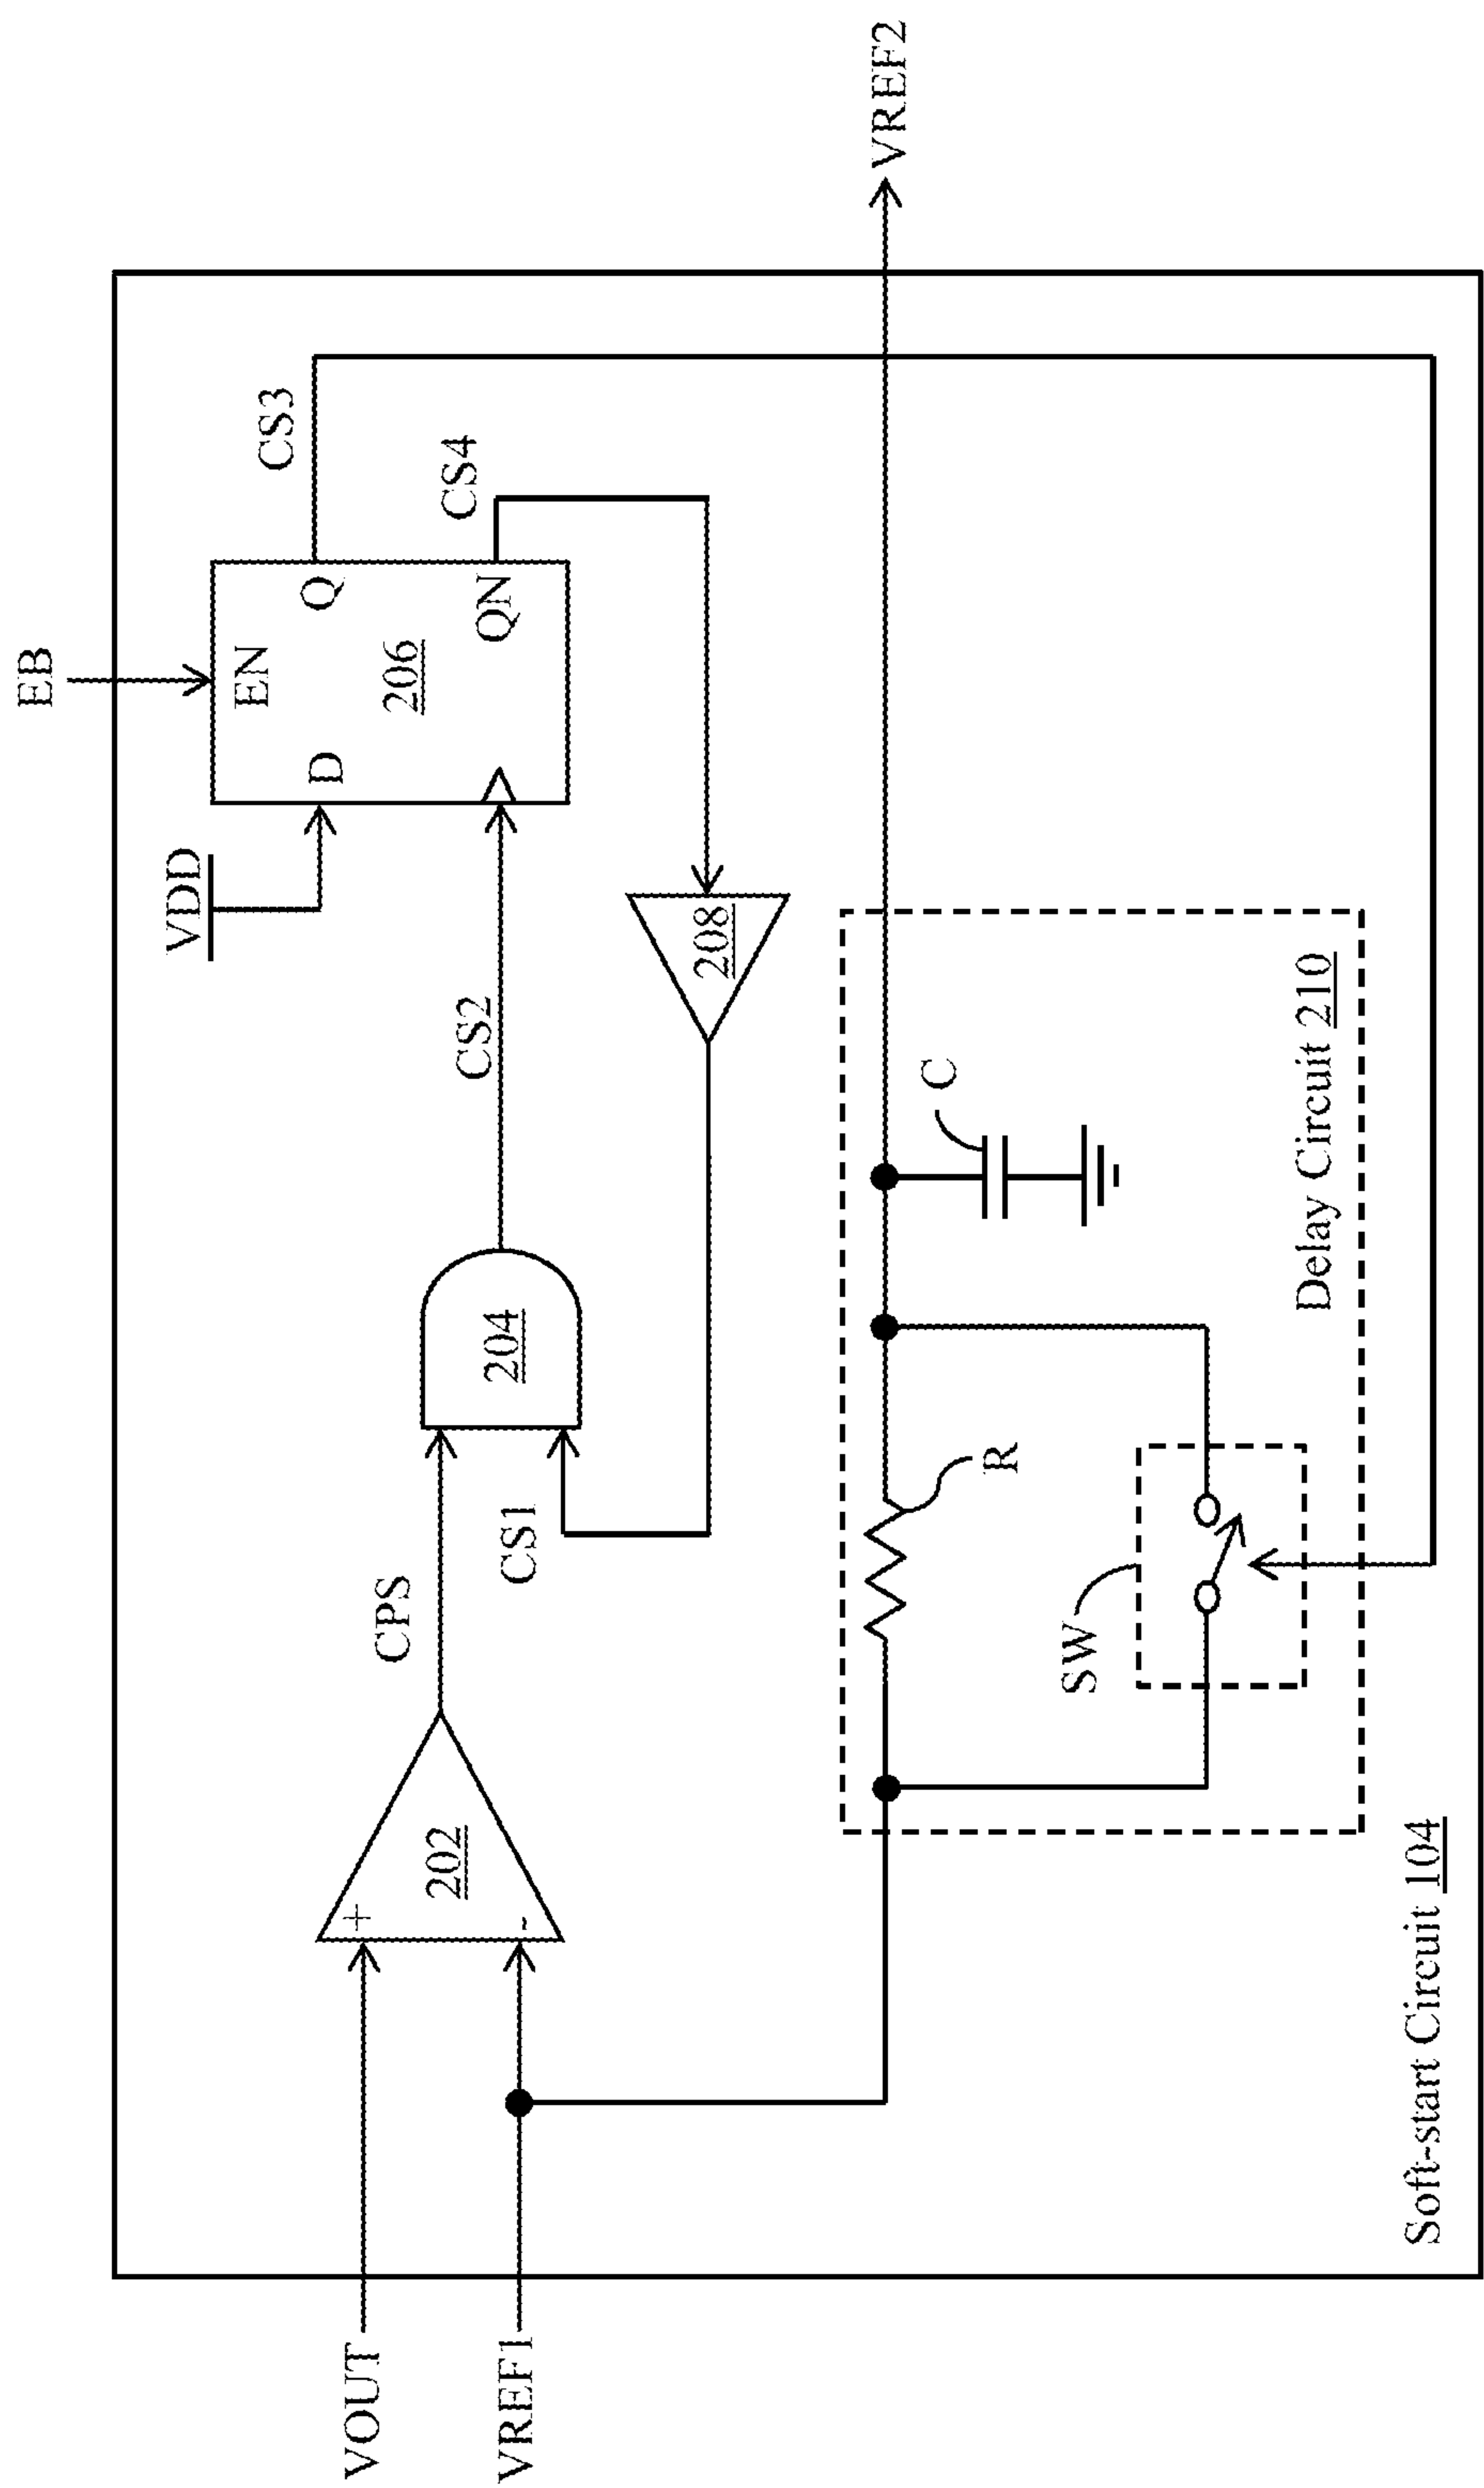 EB
VDD
D
EN
Q
206
QN
CS3
CS4
CS2
208
204
CPS
CS1
+
202
-
VOUT
VREF1
VREF2
R
C
SW
Delay Circuit 210
Soft-start Circuit 104